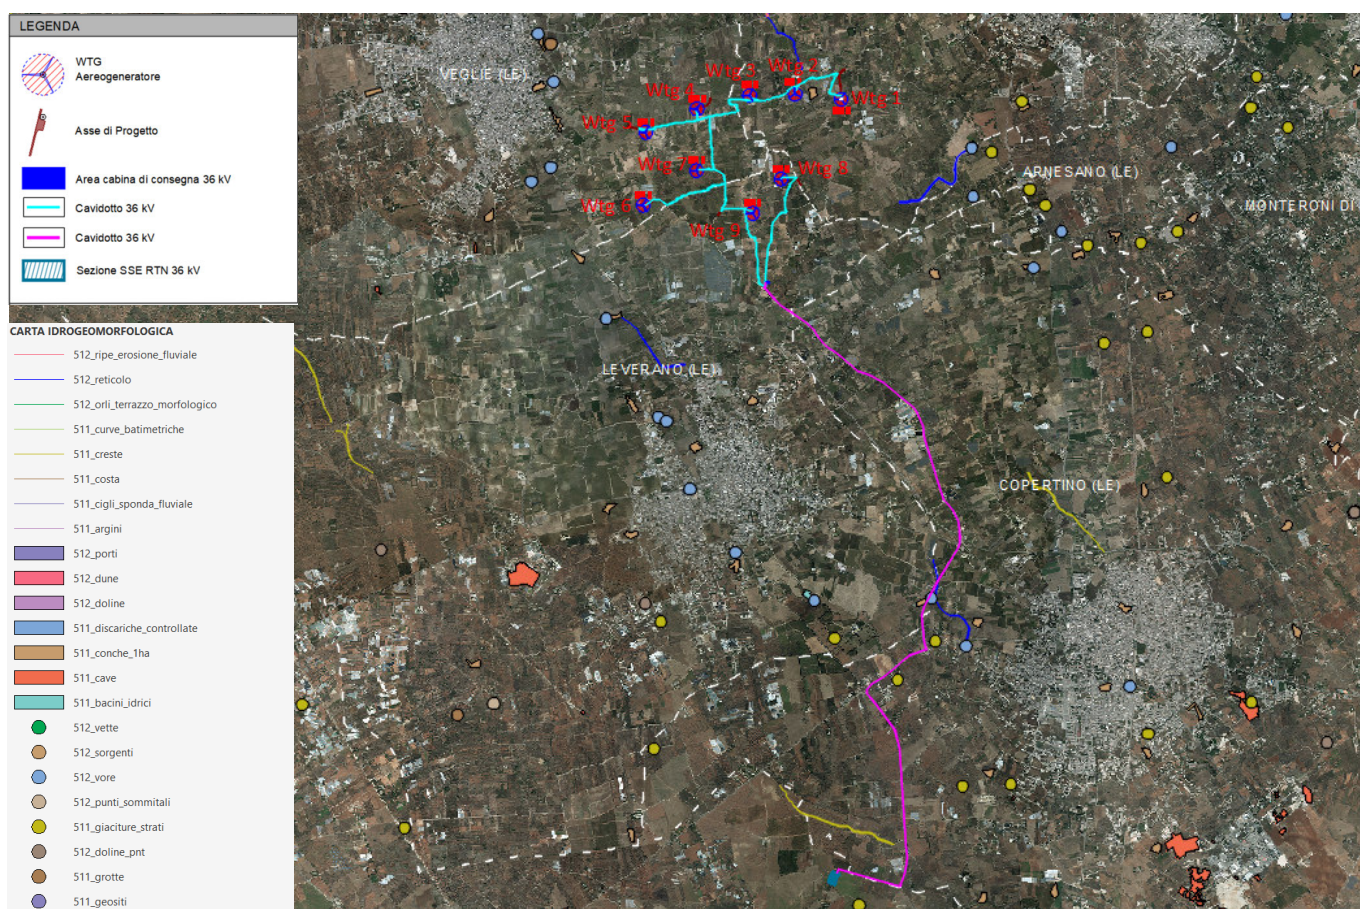 LEGENDA
WTG
Aereogeneratore
Asse di Progetto
Area cabina di consegna 36 kV
Cavidotto 36 kV
Cavidotto 36 kV
Sezione SSE RTN 36 kV
CARTA IDROGEOMORFOLOGICA
512_ripe_erosione_fluviale
512_reticolo
512_orli_terrazzo_morfologico
511_curve_batimetriche
511_creste
511_costa
511_cigli_sponda_fluviale
511_argini
512_porti
512_dune
512_doline
511_discariche_controllate
511_conche_1ha
511_cave
511_bacini_idrici
512_vette
512_sorgenti
512_vore
512_punti_sommitali
511_giaciture_strati
512_doline_pnt
511_grotte
511_geositi
VEGLIE (LE)
Wtg 2
Wtg 3
Wtg 4
Wtg 1
Wtg 5
Wtg 7
Wtg 8
Wtg 6
Wtg 9
ARNESANO (LE)
MONTERONI DI
LEVERANO (LE)
COPERTINO (LE)